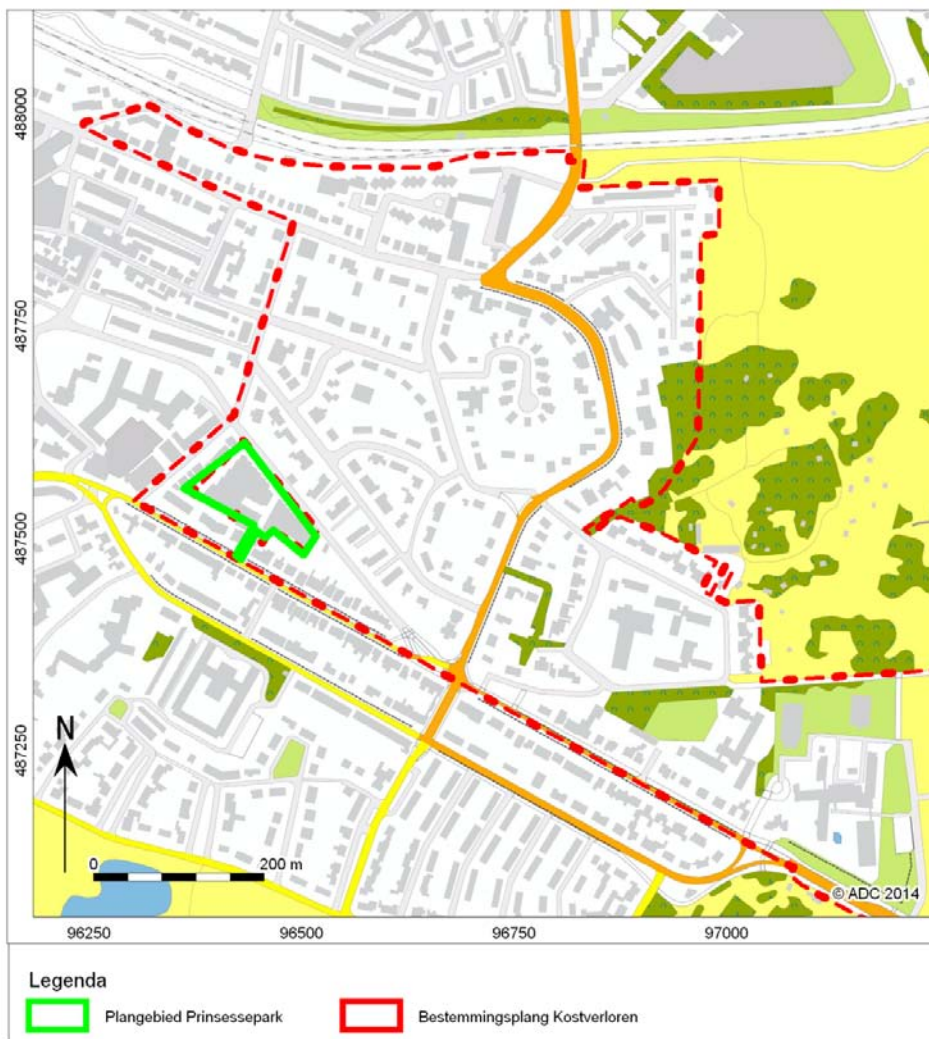 488000
487750
487500
487250
N
0 200 m
© ADC 2014
96250 96500 96750 97000
Legenda
Plangebied Prinsessepark Bestemmingsplang Kostverloren